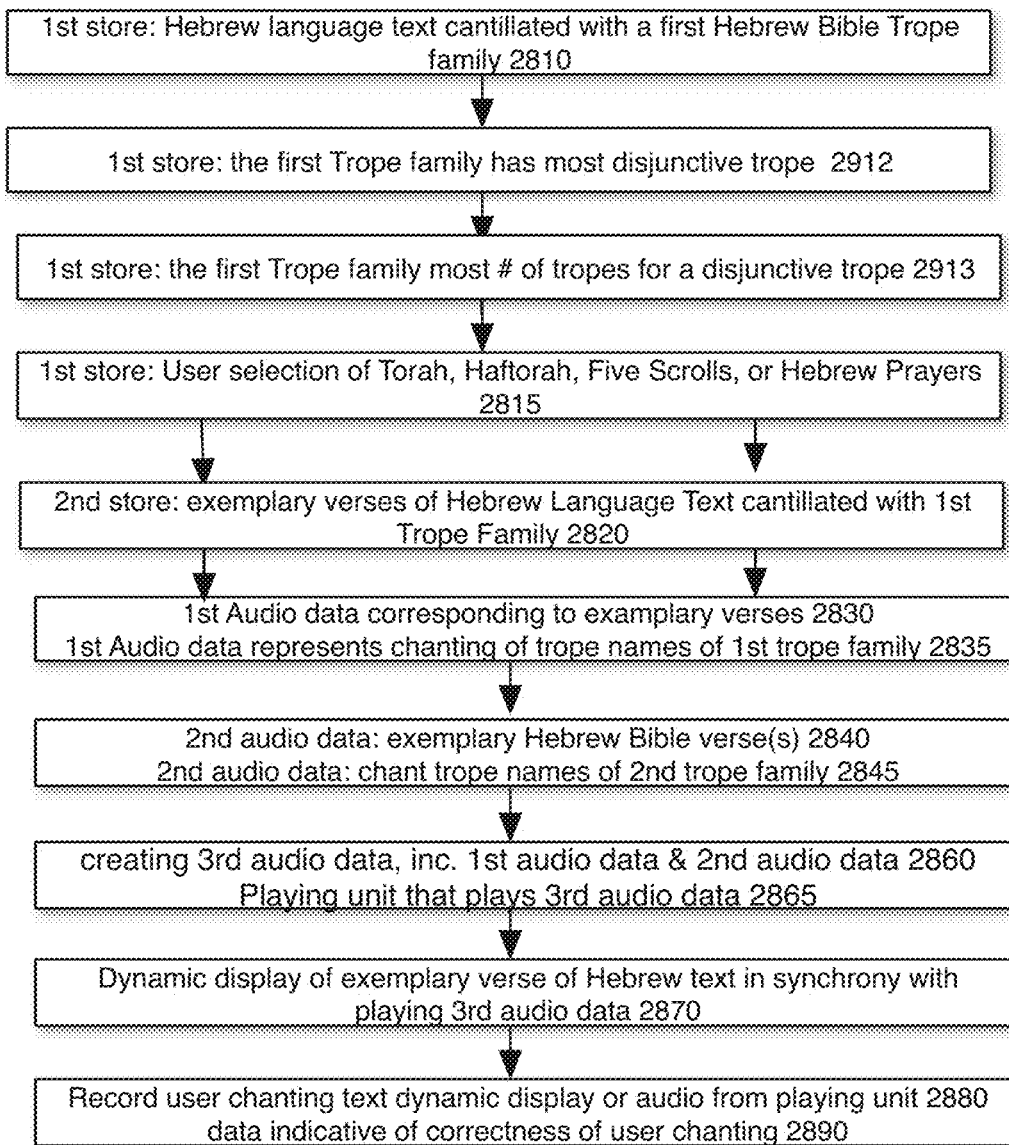 1st store: Hebrew language text cantillated with a first Hebrew Bible Trope
family 2810
1st store: the first Trope family has most disjunctive trope 2912
1st store: the first Trope family most # of tropes for a disjunctive trope 2913
1st store: User selection of Torah, Haftorah, Five Scrolls, or Hebrew Prayers
2815
2nd store: exemplary verses of Hebrew Language Text cantillated with 1st
Trope Family 2820
1st Audio data corresponding to examplary verses 2830
1st Audio data represents chanting of trope names of 1st trope family 2835
2nd audio data: exemplary Hebrew Bible verse(s) 2840
2nd audio data: chant trope names of 2nd trope family 2845
creating 3rd audio data, inc. 1st audio data & 2nd audio data 2860
Playing unit that plays 3rd audio data 2865
Dynamic display of exemplary verse of Hebrew text in synchrony with
playing 3rd audio data 2870
Record user chanting text dynamic display or audio from playing unit 2880
data indicative of correctness of user chanting 2890